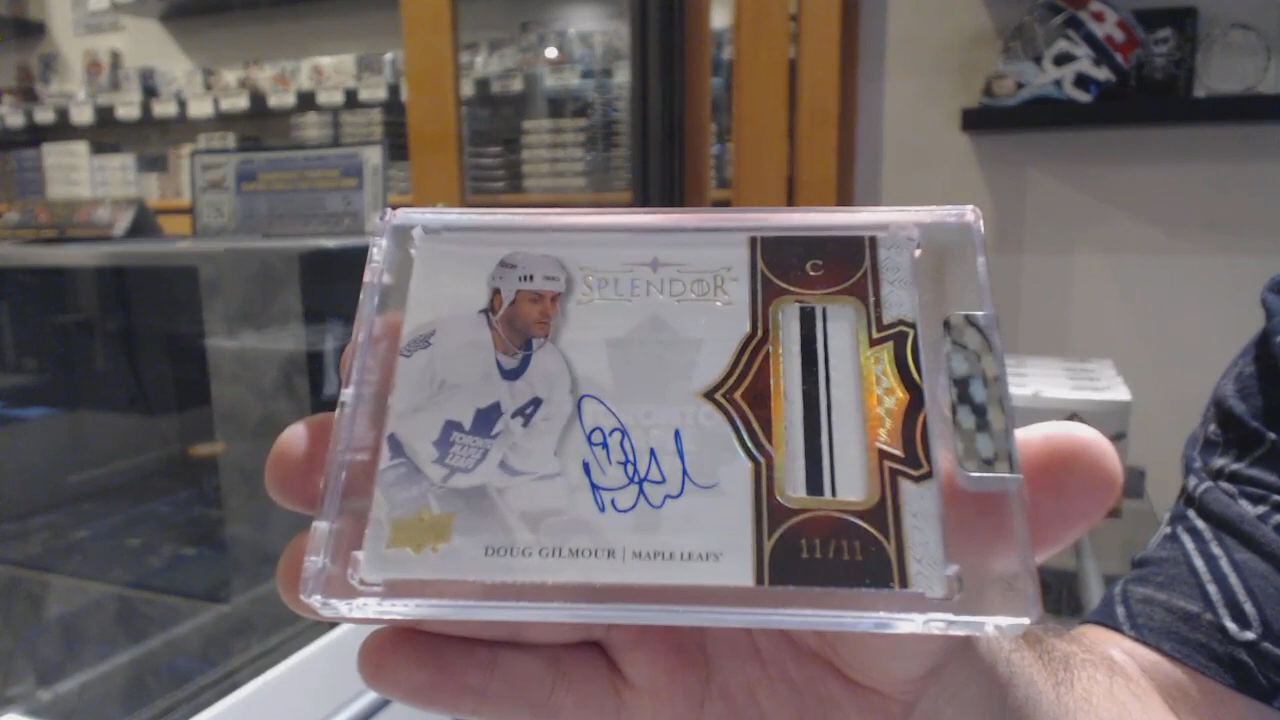 SPLENDOR
C
A
TORONTO
MAPLE
LEAFS
93
DOUG GILMOUR | MAPLE LEAFS
11/11